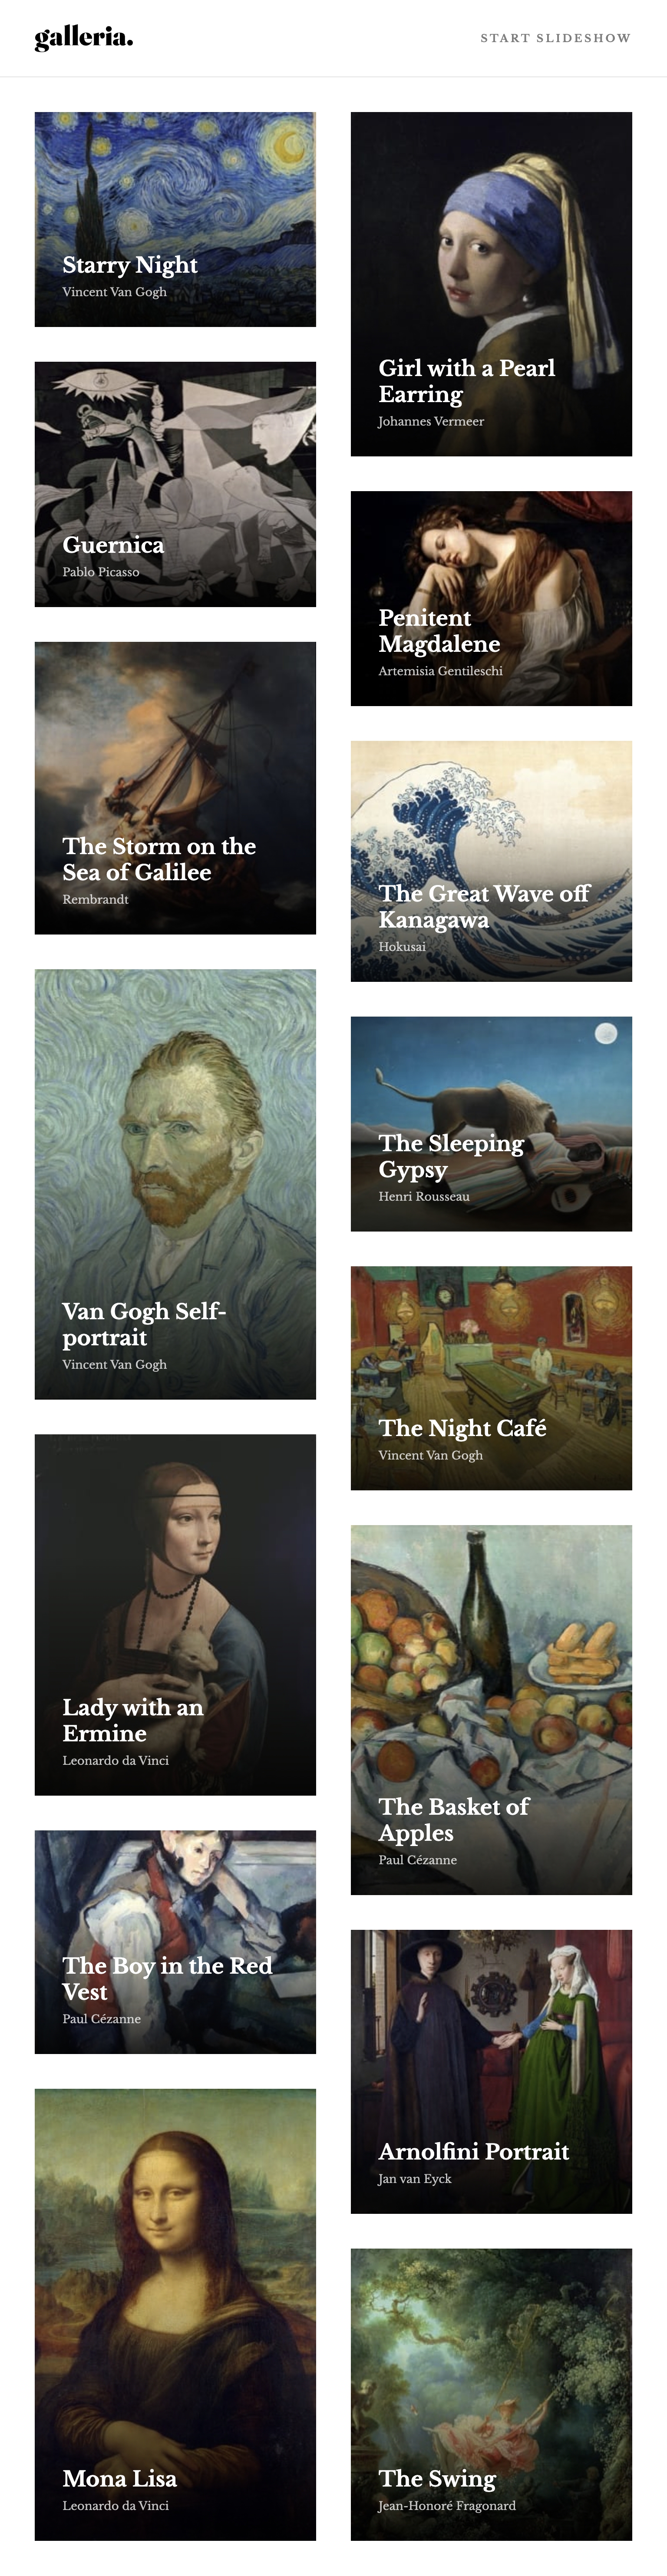 galleria.
START SLIDESHOW
Starry Night
Vincent Van Gogh
Guernica
Pablo Picasso
The Storm on the
Sea of Galilee
Rembrandt
Van Gogh Self-
portrait
Vincent Van Gogh
Lady with an
Ermine
Leonardo da Vinci
The Boy in the Red
Vest
Paul Cézanne
Mona Lisa
Leonardo da Vinci
Girl with a Pearl
Earring
Johannes Vermeer
Penitent
Magdalene
Artemisia Gentileschi
The Great Wave off
Kanagawa
Hokusai
The Sleeping
Gypsy
Henri Rousseau
The Night Café
Vincent Van Gogh
The Basket of
Apples
Paul Cézanne
Arnolfini Portrait
Jan van Eyck
The Swing
Jean-Honoré Fragonard